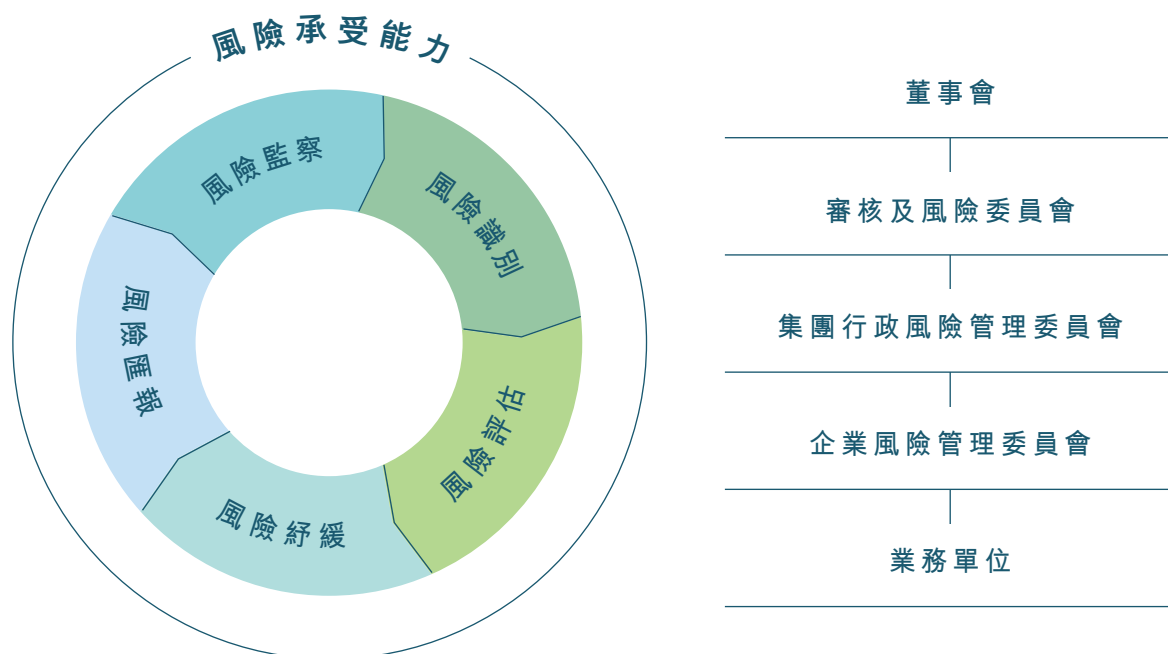 風險承受能力
風險監察
風險識別
風險評估
風險紓緩
風險匯報
董事會
審核及風險委員會
集團行政風險管理委員會
企業風險管理委員會
業務單位